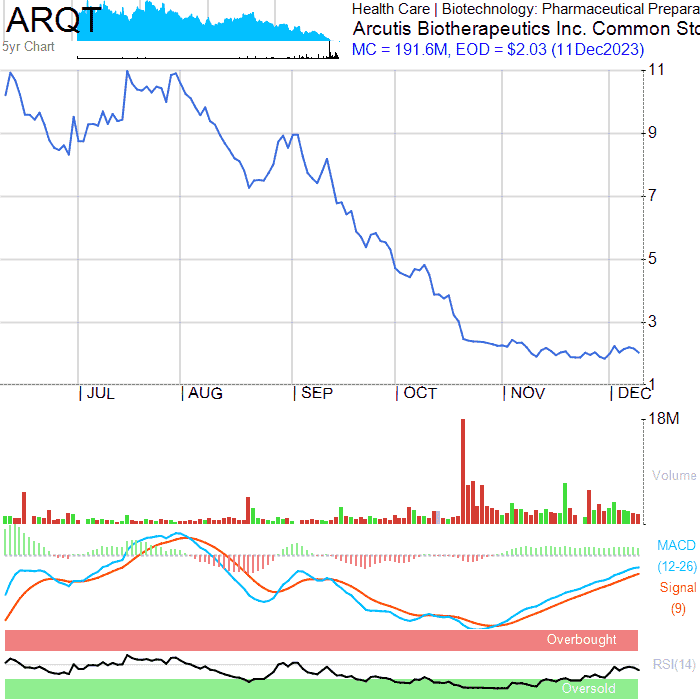 ARQT
5yr Chart
Health Care | Biotechnology: Pharmaceutical Prepara
Arcutis Biotherapeutics Inc. Common Sto
MC = 191.6M, EOD = $2.03 (11Dec2023)
11
9
7
5
3
1
JUL
AUG
SEP
OCT
NOV
DEC
18M
Volume
MACD
(12-26)
Signal
(9)
Overbought
RSI(14)
Oversold